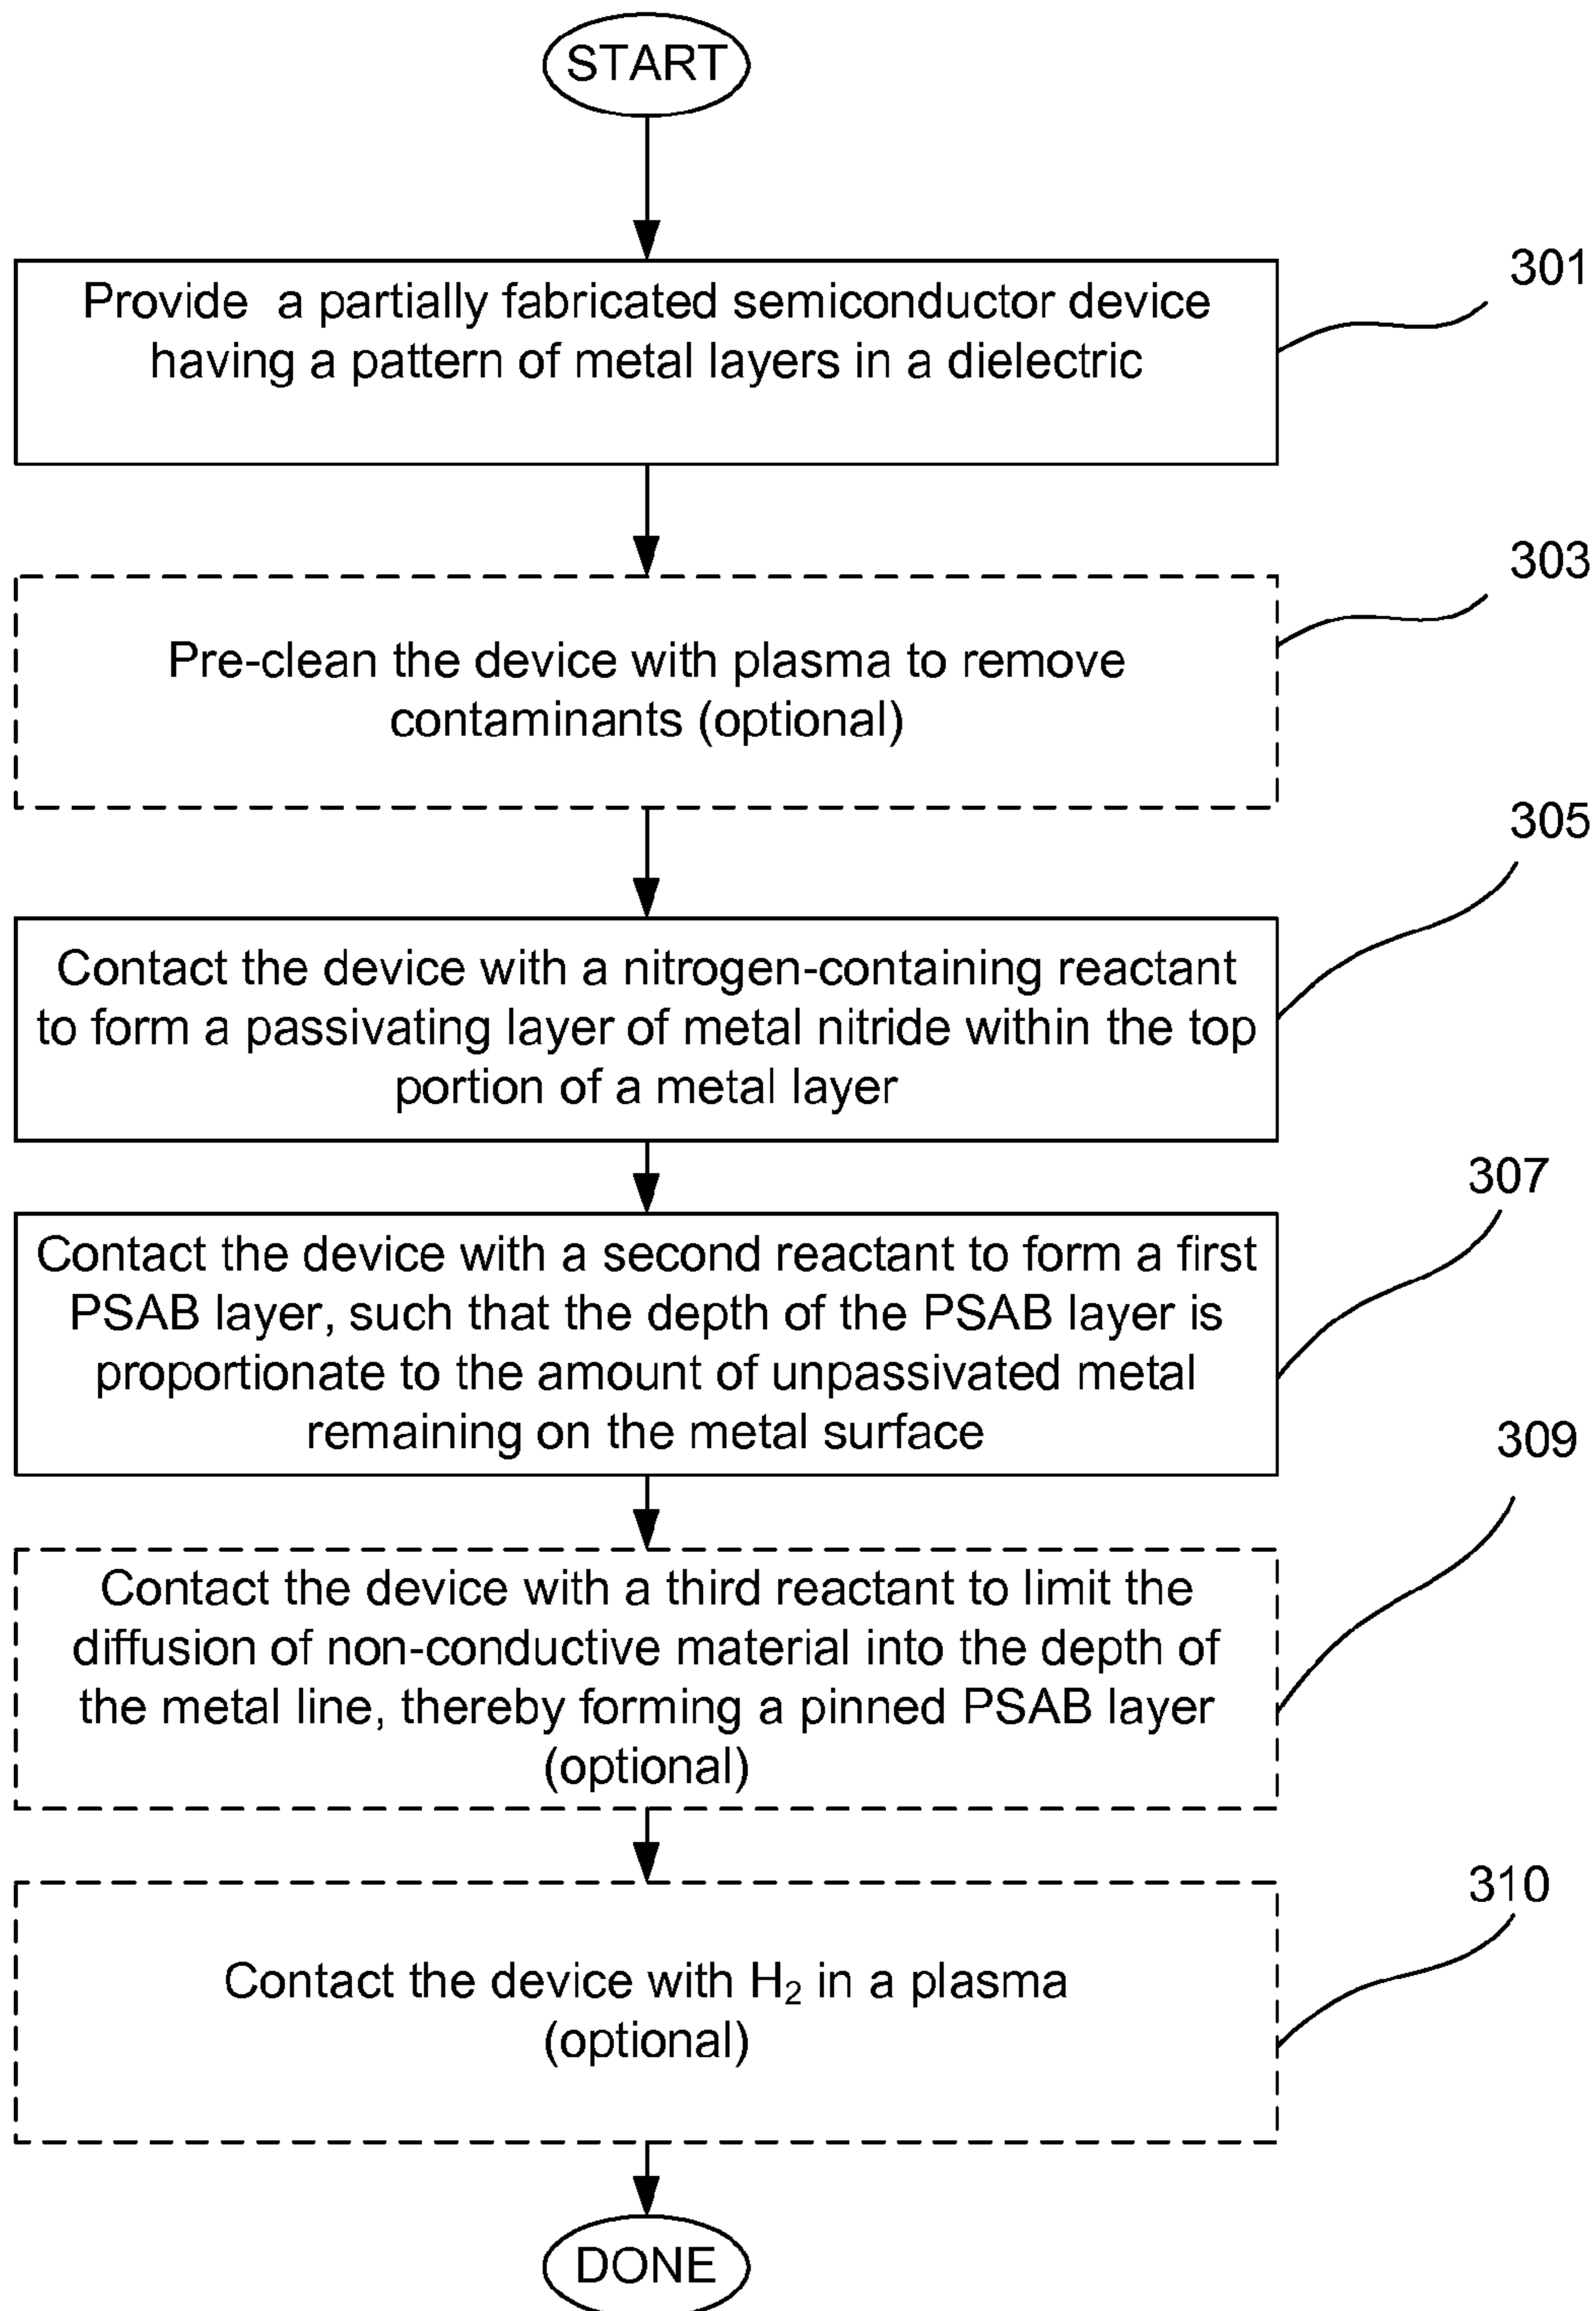 START
301
Provide a partially fabricated semiconductor device
having a pattern of metal layers in a dielectric
303
Pre-clean the device with plasma to remove
contaminants (optional)
305
Contact the device with a nitrogen-containing reactant
to form a passivating layer of metal nitride within the top
portion of a metal layer
307
Contact the device with a second reactant to form a first
PSAB layer, such that the depth of the PSAB layer is
proportionate to the amount of unpassivated metal
remaining on the metal surface
309
Contact the device with a third reactant to limit the
diffusion of non-conductive material into the depth of
the metal line, thereby forming a pinned PSAB layer
(optional)
310
Contact the device with H₂ in a plasma
(optional)
DONE